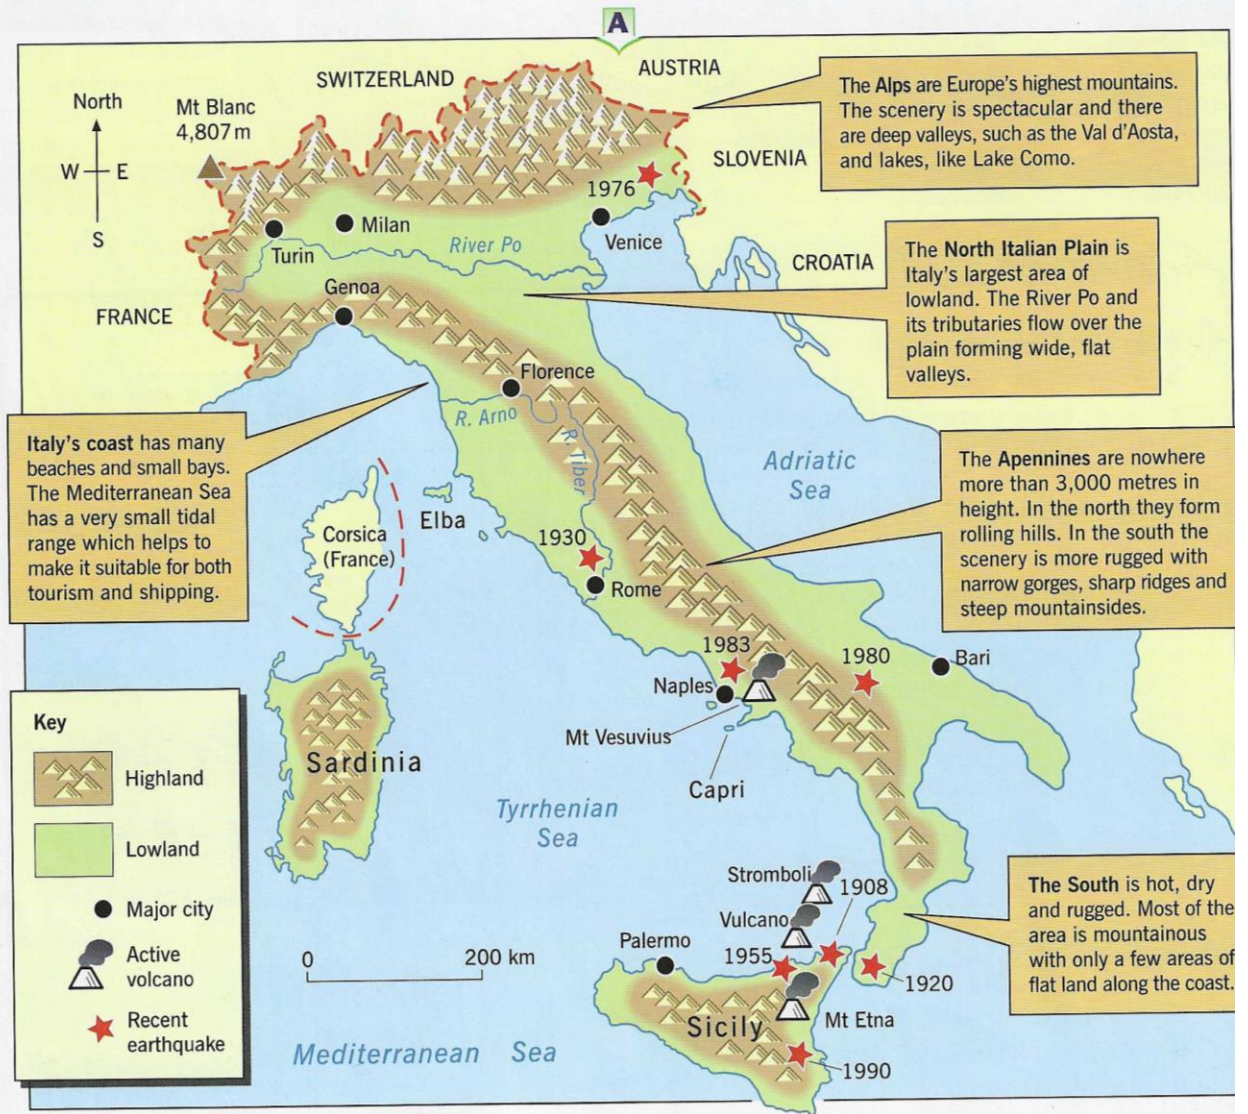 A
SWITZERLAND
AUSTRIA
North
W
E
S
Mt Blanc
4,807 m
The Alps are Europe's highest mountains.
The scenery is spectacular and there
are deep valleys, such as the Val d'Aosta,
and lakes, like Lake Como.
SLOVENIA
1976
Milan
Turin
River Po
Venice
CROATIA
The North Italian Plain is
Italy's largest area of
lowland. The River Po and
its tributaries flow over the
plain forming wide, flat
valleys.
Genoa
FRANCE
Florence
R. Arno
R. Tiber
Italy's coast has many
beaches and small bays.
The Mediterranean Sea
has a very small tidal
range which helps to
make it suitable for both
tourism and shipping.
Adriatic
Sea
The Apennines are nowhere
more than 3,000 metres in
height. In the north they form
rolling hills. In the south the
scenery is more rugged with
narrow gorges, sharp ridges and
steep mountainsides.
Corsica
(France)
Elba
1930
Rome
1983
1980
Bari
Naples
Mt Vesuvius
Capri
Key
Highland
Lowland
Major city
Active
volcano
Recent
earthquake
Sardinia
Tyrrhenian
Sea
Stromboli
1908
Vulcano
Palermo
1955
1920
The South is hot, dry
and rugged. Most of the
area is mountainous
with only a few areas of
flat land along the coast.
0
200 km
Sicily
Mt Etna
1990
Mediterranean Sea